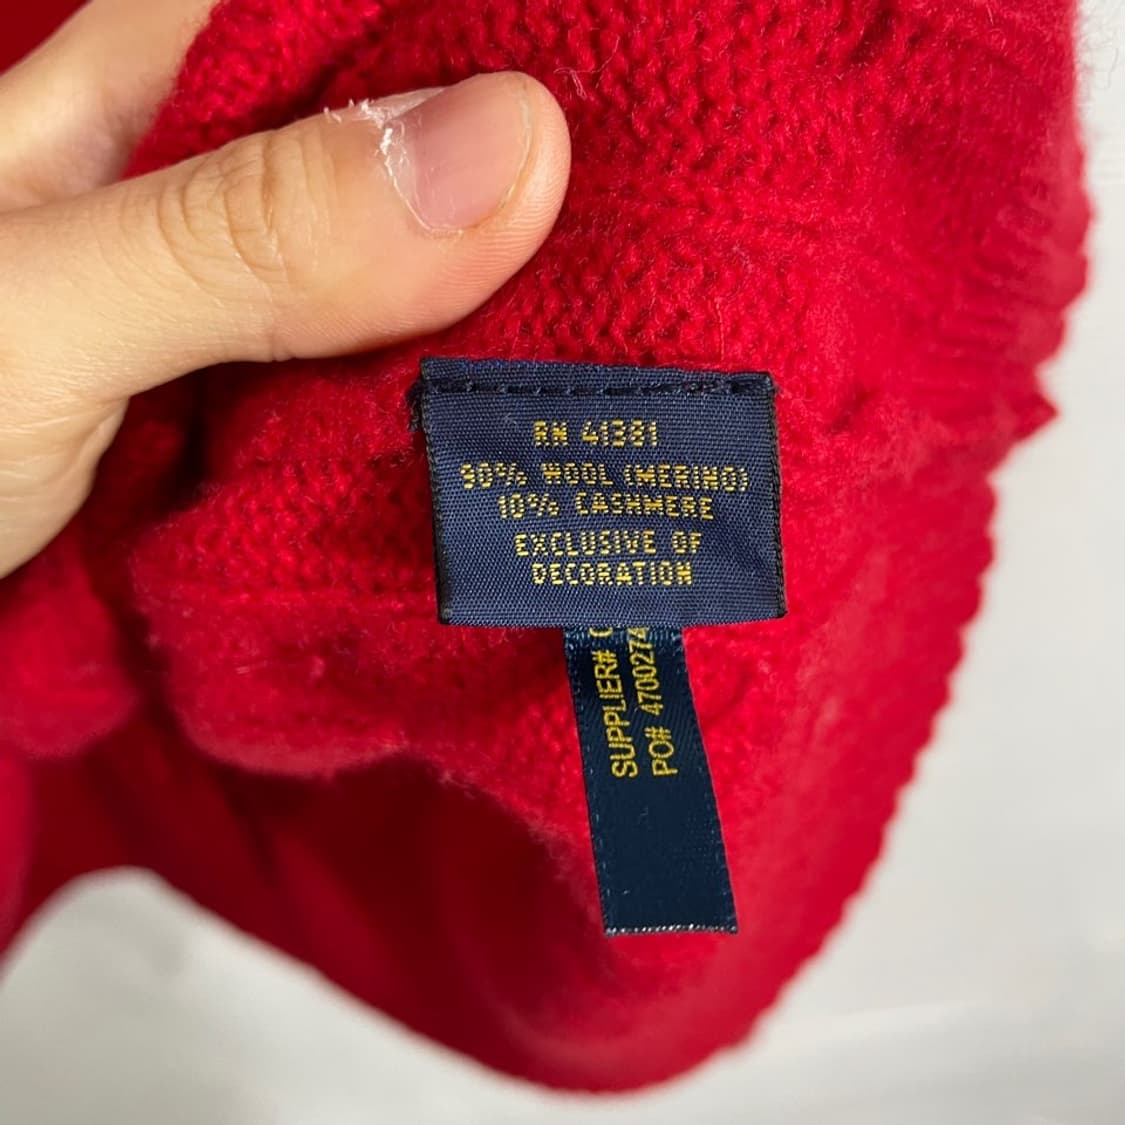 RN 41381
90% WOOL (MERINO)
10% CASHMERE
EXCLUSIVE OF
DECORATION
SUPPLIER#
PO# 4700274